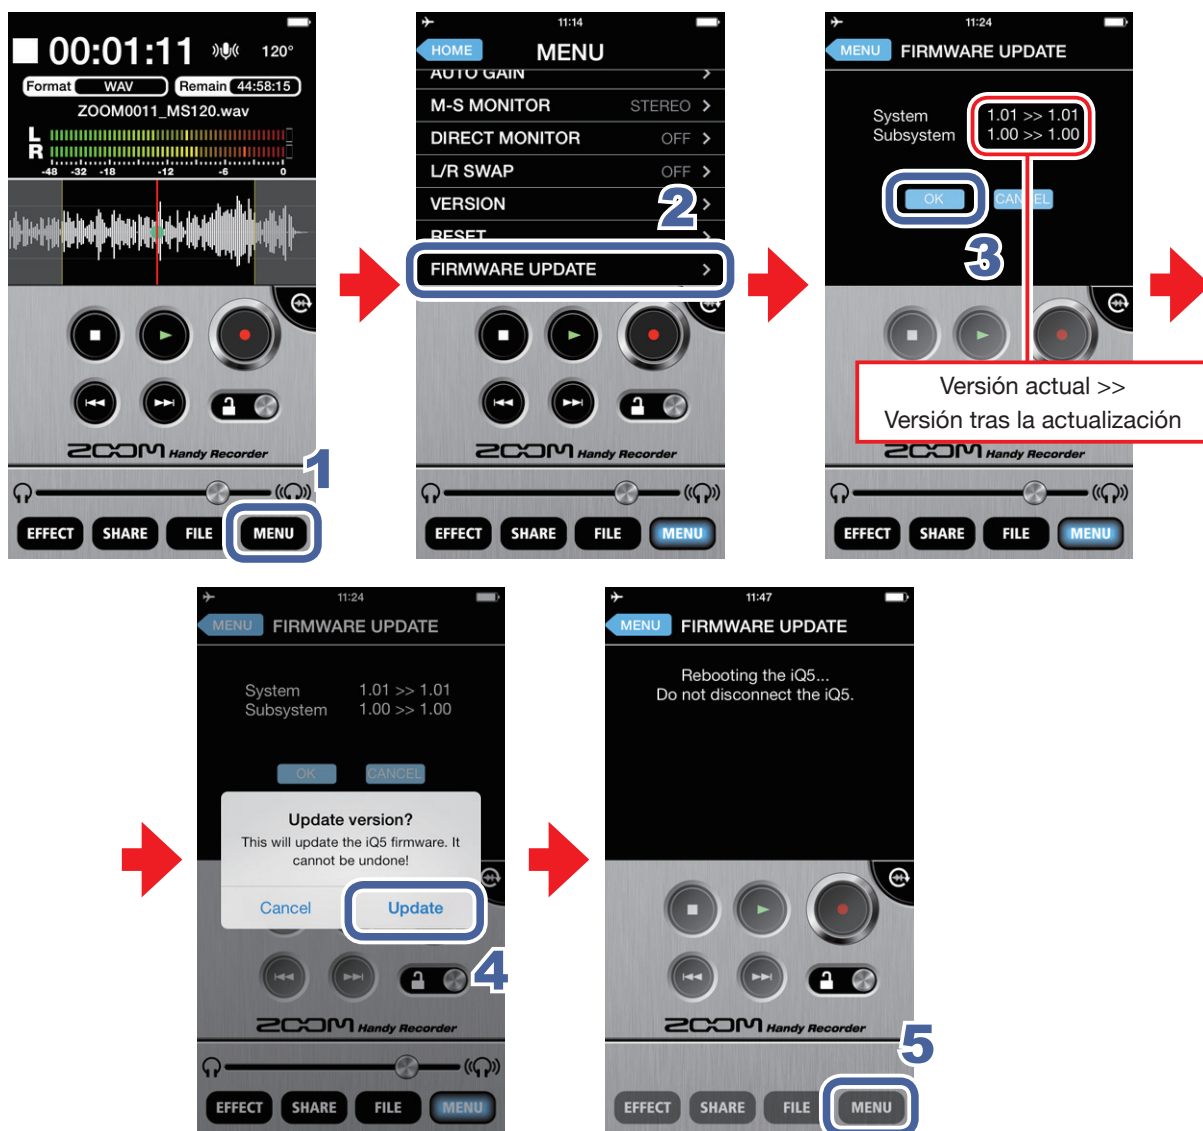 00:01:11 120°
Format WAV Remain 44:58:15
ZOOM0011_MS120.wav
L
R
-48 -32 -18 -12 -6 0
ZOOM Handy Recorder
1
EFFECT SHARE FILE MENU
11:14
HOME MENU
AUTO GAIN
M-S MONITOR STEREO
DIRECT MONITOR OFF
L/R SWAP OFF
VERSION
2
RESET
FIRMWARE UPDATE
ZOOM Handy Recorder
EFFECT SHARE FILE MENU
11:24
MENU FIRMWARE UPDATE
System 1.01 >> 1.01
Subsystem 1.00 >> 1.00
OK CANCEL
3
Versión actual >>
Versión tras la actualización
ZOOM Handy Recorder
EFFECT SHARE FILE MENU
11:24
MENU FIRMWARE UPDATE
System 1.01 >> 1.01
Subsystem 1.00 >> 1.00
OK CANCEL
Update version?
This will update the iQ5 firmware. It
cannot be undone!
Cancel Update
4
ZOOM Handy Recorder
EFFECT SHARE FILE MENU
11:47
MENU FIRMWARE UPDATE
Rebooting the iQ5...
Do not disconnect the iQ5.
ZOOM Handy Recorder
5
EFFECT SHARE FILE MENU